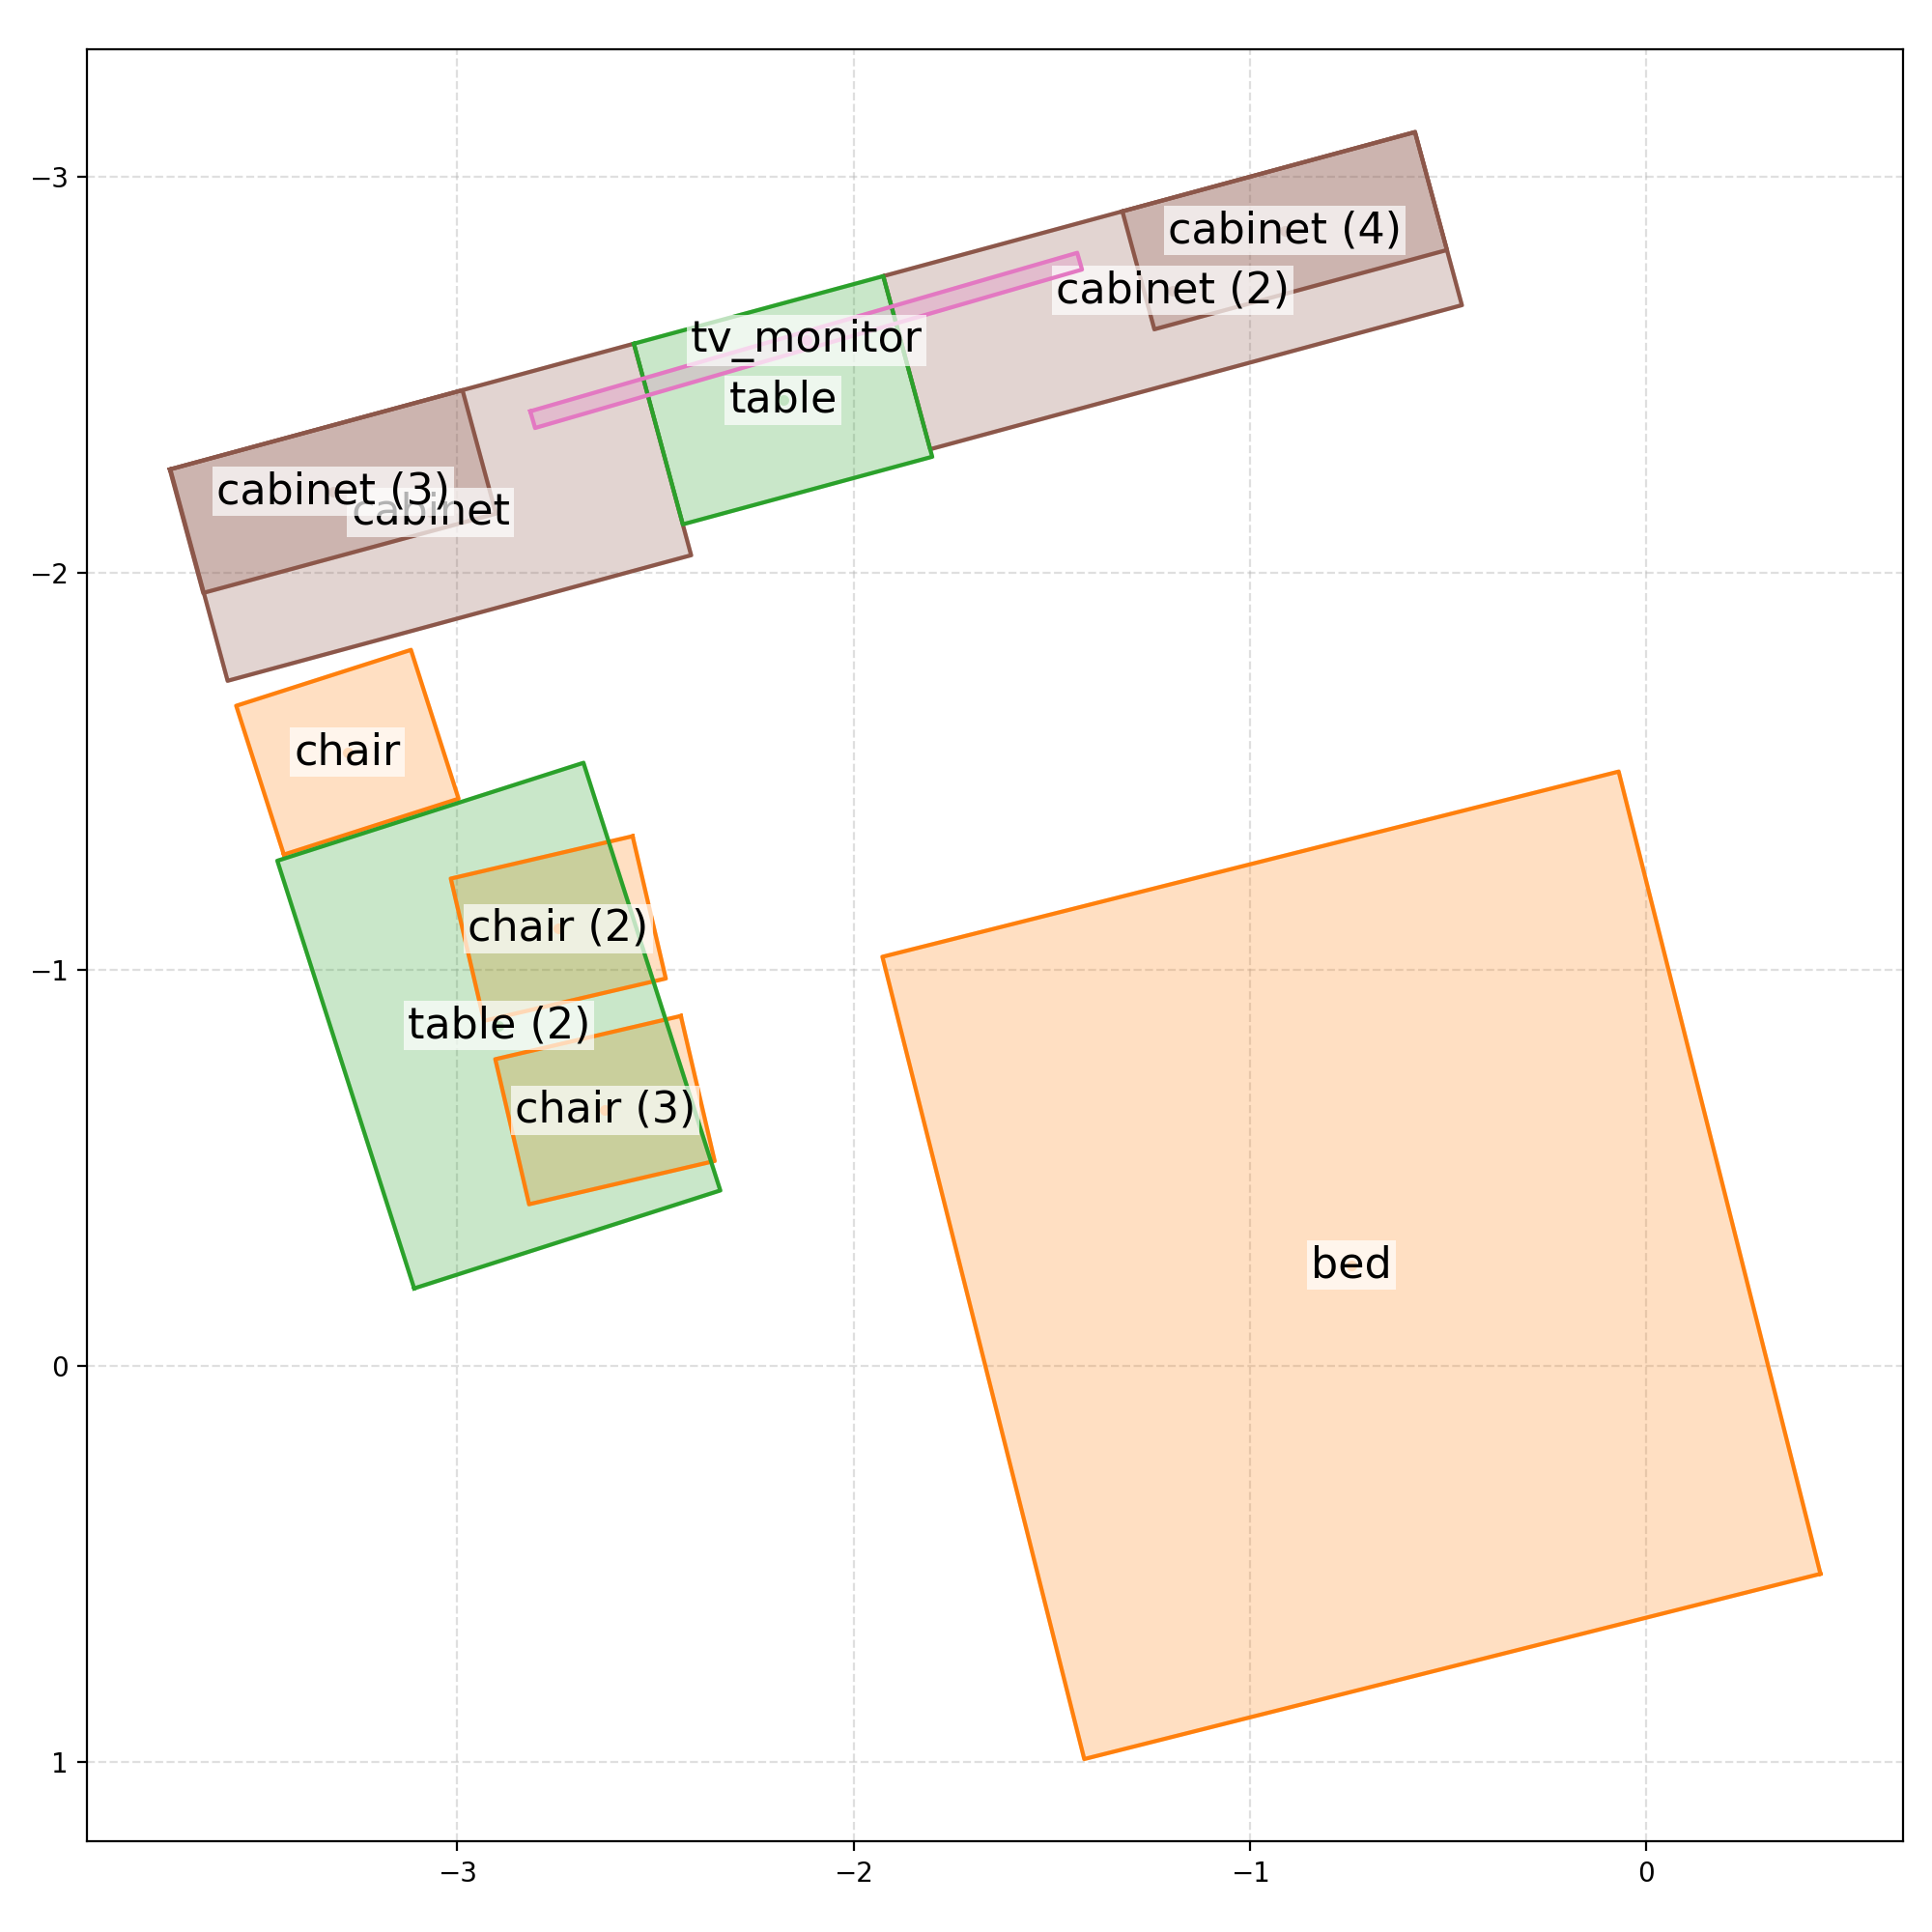 −3
cabinet (4)
cabinet (2)
tv_monitor
table
cabinet (3)
cabinet
−2
chair
chair (2)
−1
table (2)
chair (3)
bed
0
1
−3
−2
−1
0